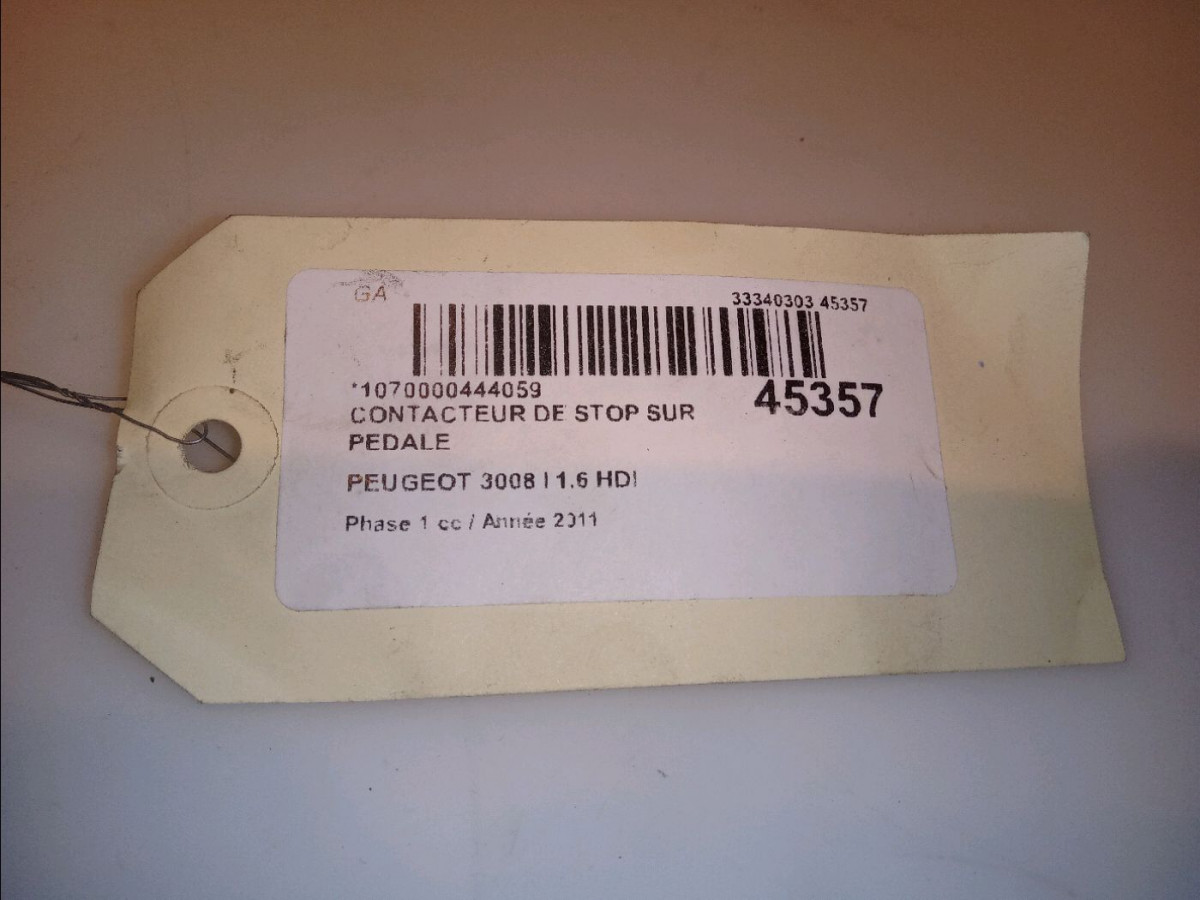 GA
33340303 45357
*1070000444059
45357
CONTACTEUR DE STOP SUR
PEDALE
PEUGEOT 3008 I 1.6 HDI
Phase 1 cc / Année 2011